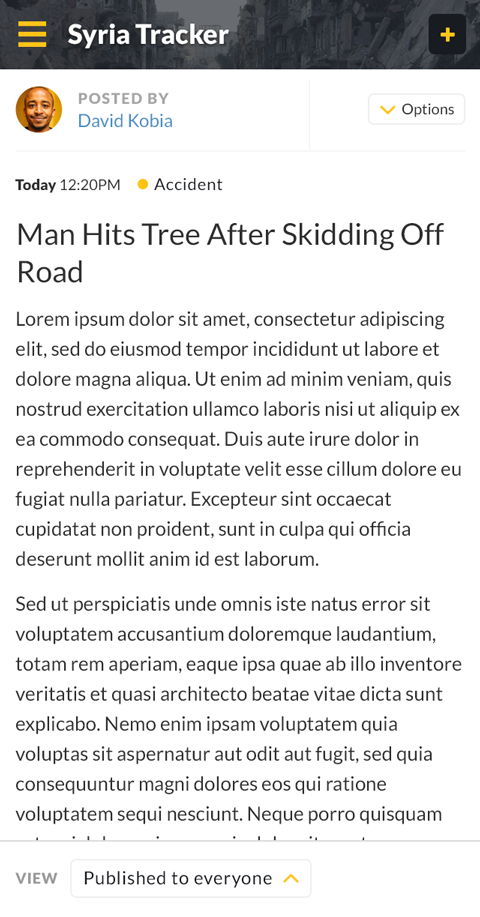 Syria Tracker
POSTED BY
David Kobia
Options
Today 12:20PM Accident
Man Hits Tree After Skidding Off
Road
Lorem ipsum dolor sit amet, consectetur adipiscing
elit, sed do eiusmod tempor incididunt ut labore et
dolore magna aliqua. Ut enim ad minim veniam, quis
nostrud exercitation ullamco laboris nisi ut aliquip ex
ea commodo consequat. Duis aute irure dolor in
reprehenderit in voluptate velit esse cillum dolore eu
fugiat nulla pariatur. Excepteur sint occaecat
cupidatat non proident, sunt in culpa qui officia
deserunt mollit anim id est laborum.
Sed ut perspiciatis unde omnis iste natus error sit
voluptatem accusantium doloremque laudantium,
totam rem aperiam, eaque ipsa quae ab illo inventore
veritatis et quasi architecto beatae vitae dicta sunt
explicabo. Nemo enim ipsam voluptatem quia
voluptas sit aspernatur aut odit aut fugit, sed quia
consequuntur magni dolores eos qui ratione
voluptatem sequi nesciunt. Neque porro quisquam
VIEW
Published to everyone